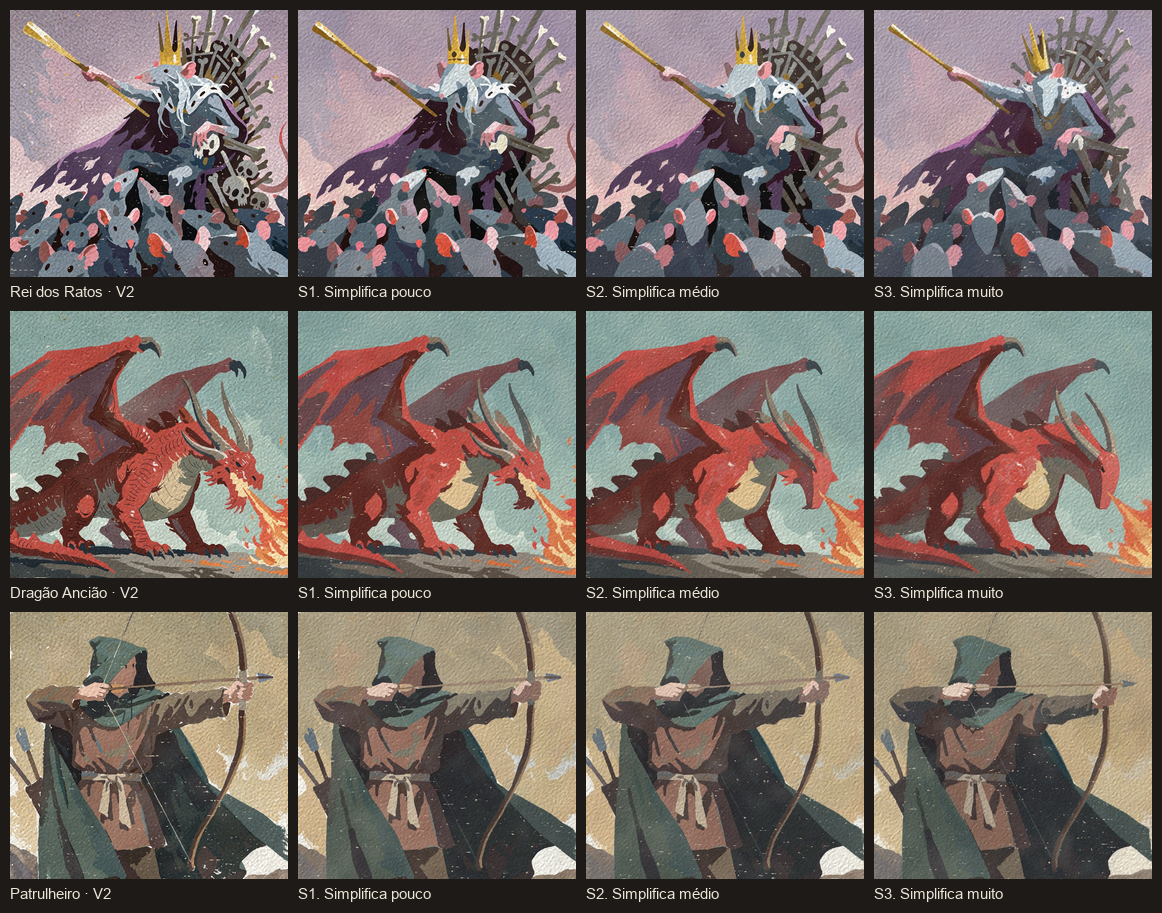 Rei dos Ratos · V2
S1. Simplifica pouco
S2. Simplifica médio
S3. Simplifica muito
Dragão Ancião · V2
S1. Simplifica pouco
S2. Simplifica médio
S3. Simplifica muito
Patrulheiro · V2
S1. Simplifica pouco
S2. Simplifica médio
S3. Simplifica muito